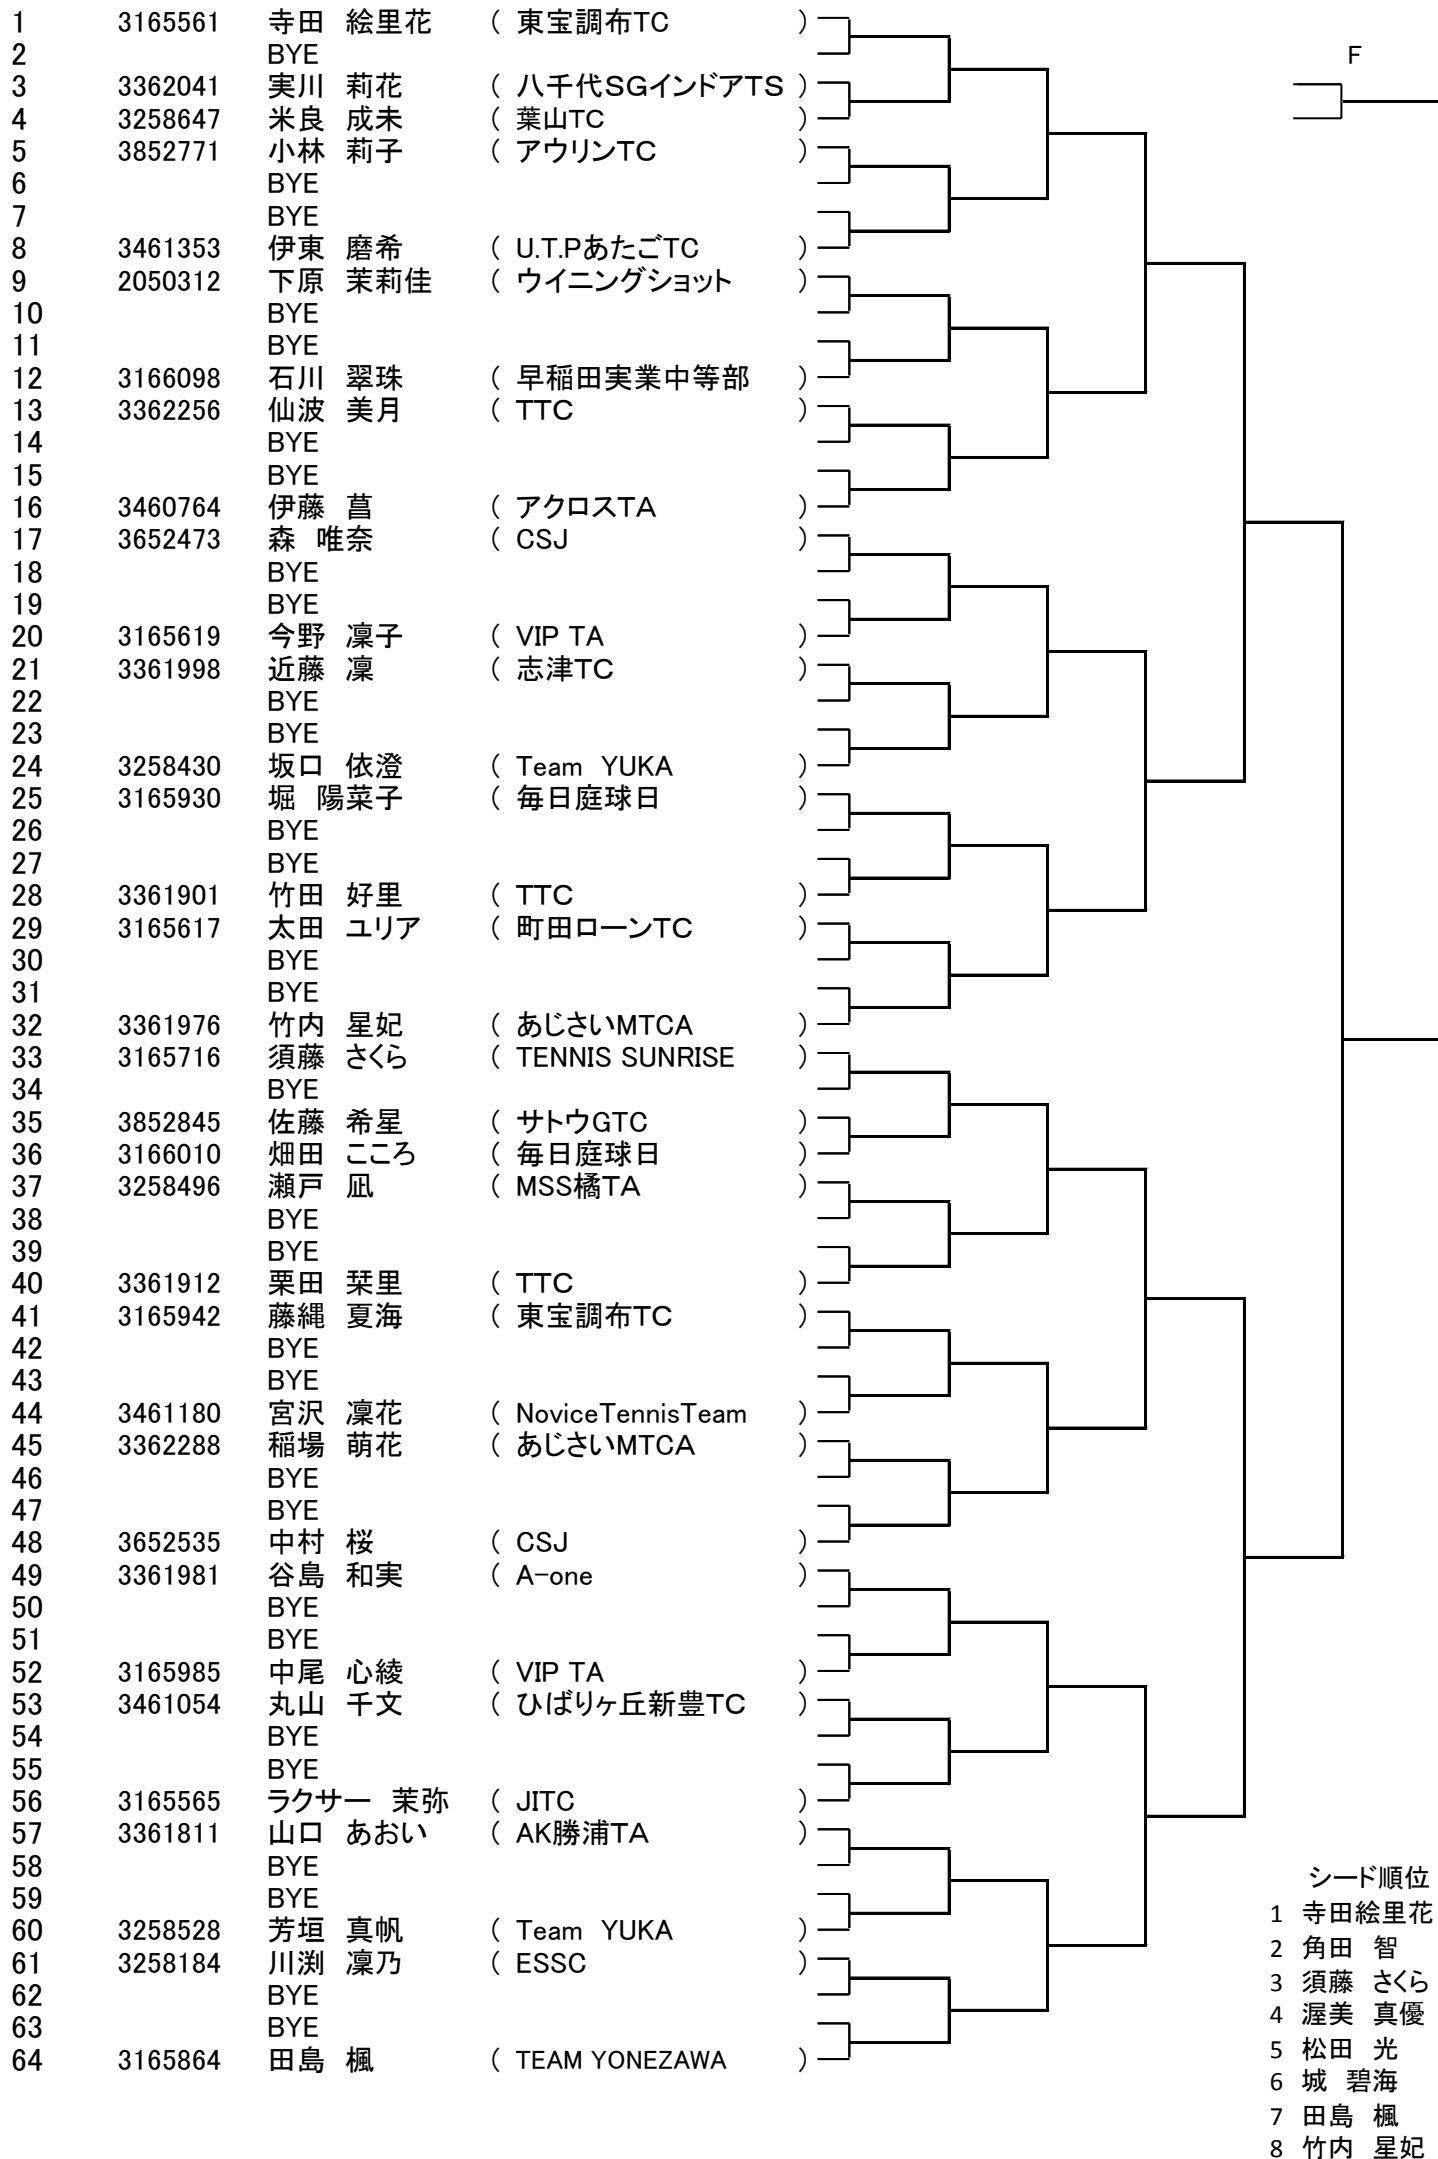 1 3165561 寺田 絵里花 ( 東宝調布TC )
2 BYE
F
3 3362041 実川 莉花 ( 八千代SGインドアTS )
4 3258647 米良 成未 ( 葉山TC )
5 3852771 小林 莉子 ( アウリンTC )
6 BYE
7 BYE
8 3461353 伊東 磨希 ( U.T.PあたごTC )
9 2050312 下原 茉莉佳 ( ウイニングショット )
10 BYE
11 BYE
12 3166098 石川 翠珠 ( 早稲田実業中等部 )
13 3362256 仙波 美月 ( TTC )
14 BYE
15 BYE
16 3460764 伊藤 菖 ( アクロスTA )
17 3652473 森 唯奈 ( CSJ )
18 BYE
19 BYE
20 3165619 今野 凜子 ( VIP TA )
21 3361998 近藤 凜 ( 志津TC )
22 BYE
23 BYE
24 3258430 坂口 依澄 ( Team YUKA )
25 3165930 堀 陽菜子 ( 毎日庭球日 )
26 BYE
27 BYE
28 3361901 竹田 好里 ( TTC )
29 3165617 太田 ユリア ( 町田ローンTC )
30 BYE
31 BYE
32 3361976 竹内 星妃 ( あじさいMTCA )
33 3165716 須藤 さくら ( TENNIS SUNRISE )
34 BYE
35 3852845 佐藤 希星 ( サトウGTC )
36 3166010 畑田 こころ ( 毎日庭球日 )
37 3258496 瀬戸 凪 ( MSS橘TA )
38 BYE
39 BYE
40 3361912 栗田 栞里 ( TTC )
41 3165942 藤縄 夏海 ( 東宝調布TC )
42 BYE
43 BYE
44 3461180 宮沢 凜花 ( NoviceTennisTeam )
45 3362288 稲場 萌花 ( あじさいMTCA )
46 BYE
47 BYE
48 3652535 中村 桜 ( CSJ )
49 3361981 谷島 和実 ( A-one )
50 BYE
51 BYE
52 3165985 中尾 心綾 ( VIP TA )
53 3461054 丸山 千文 ( ひばりヶ丘新豊TC )
54 BYE
55 BYE
56 3165565 ラクサー 茉弥 ( JITC )
57 3361811 山口 あおい ( AK勝浦TA )
58 BYE
59 BYE
60 3258528 芳垣 真帆 ( Team YUKA )
61 3258184 川渕 凜乃 ( ESSC )
62 BYE
63 BYE
64 3165864 田島 楓 ( TEAM YONEZAWA )
シード順位
1 寺田絵里花
2 角田 智
3 須藤 さくら
4 渥美 真優
5 松田 光
6 城 碧海
7 田島 楓
8 竹内 星妃